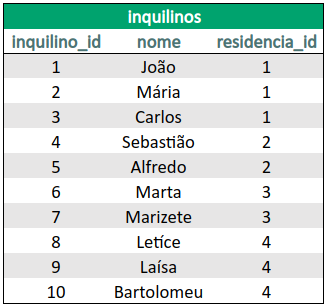 inquilinos
inquilino_id nome residencia_id
1 João 1
2 Mária 1
3 Carlos 1
4 Sebastião 2
5 Alfredo 2
6 Marta 3
7 Marizete 3
8 Letíce 4
9 Laísa 4
10 Bartolomeu 4